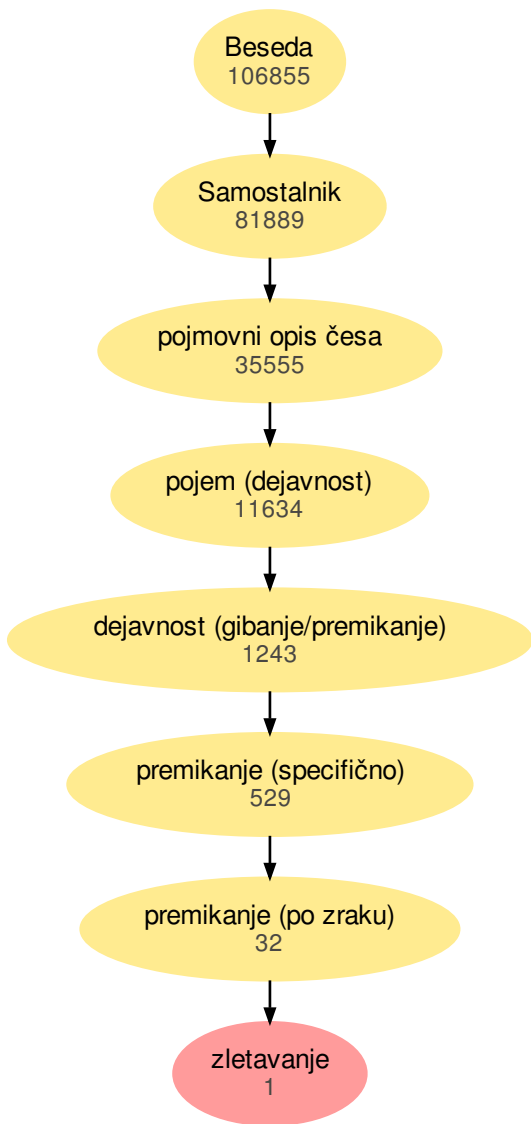 Beseda
106855
Samostalnik
81889
pojmovni opis česa
35555
pojem (dejavnost)
11634
dejavnost (gibanje/premikanje)
1243
premikanje (specifično)
529
premikanje (po zraku)
32
zletavanje
1